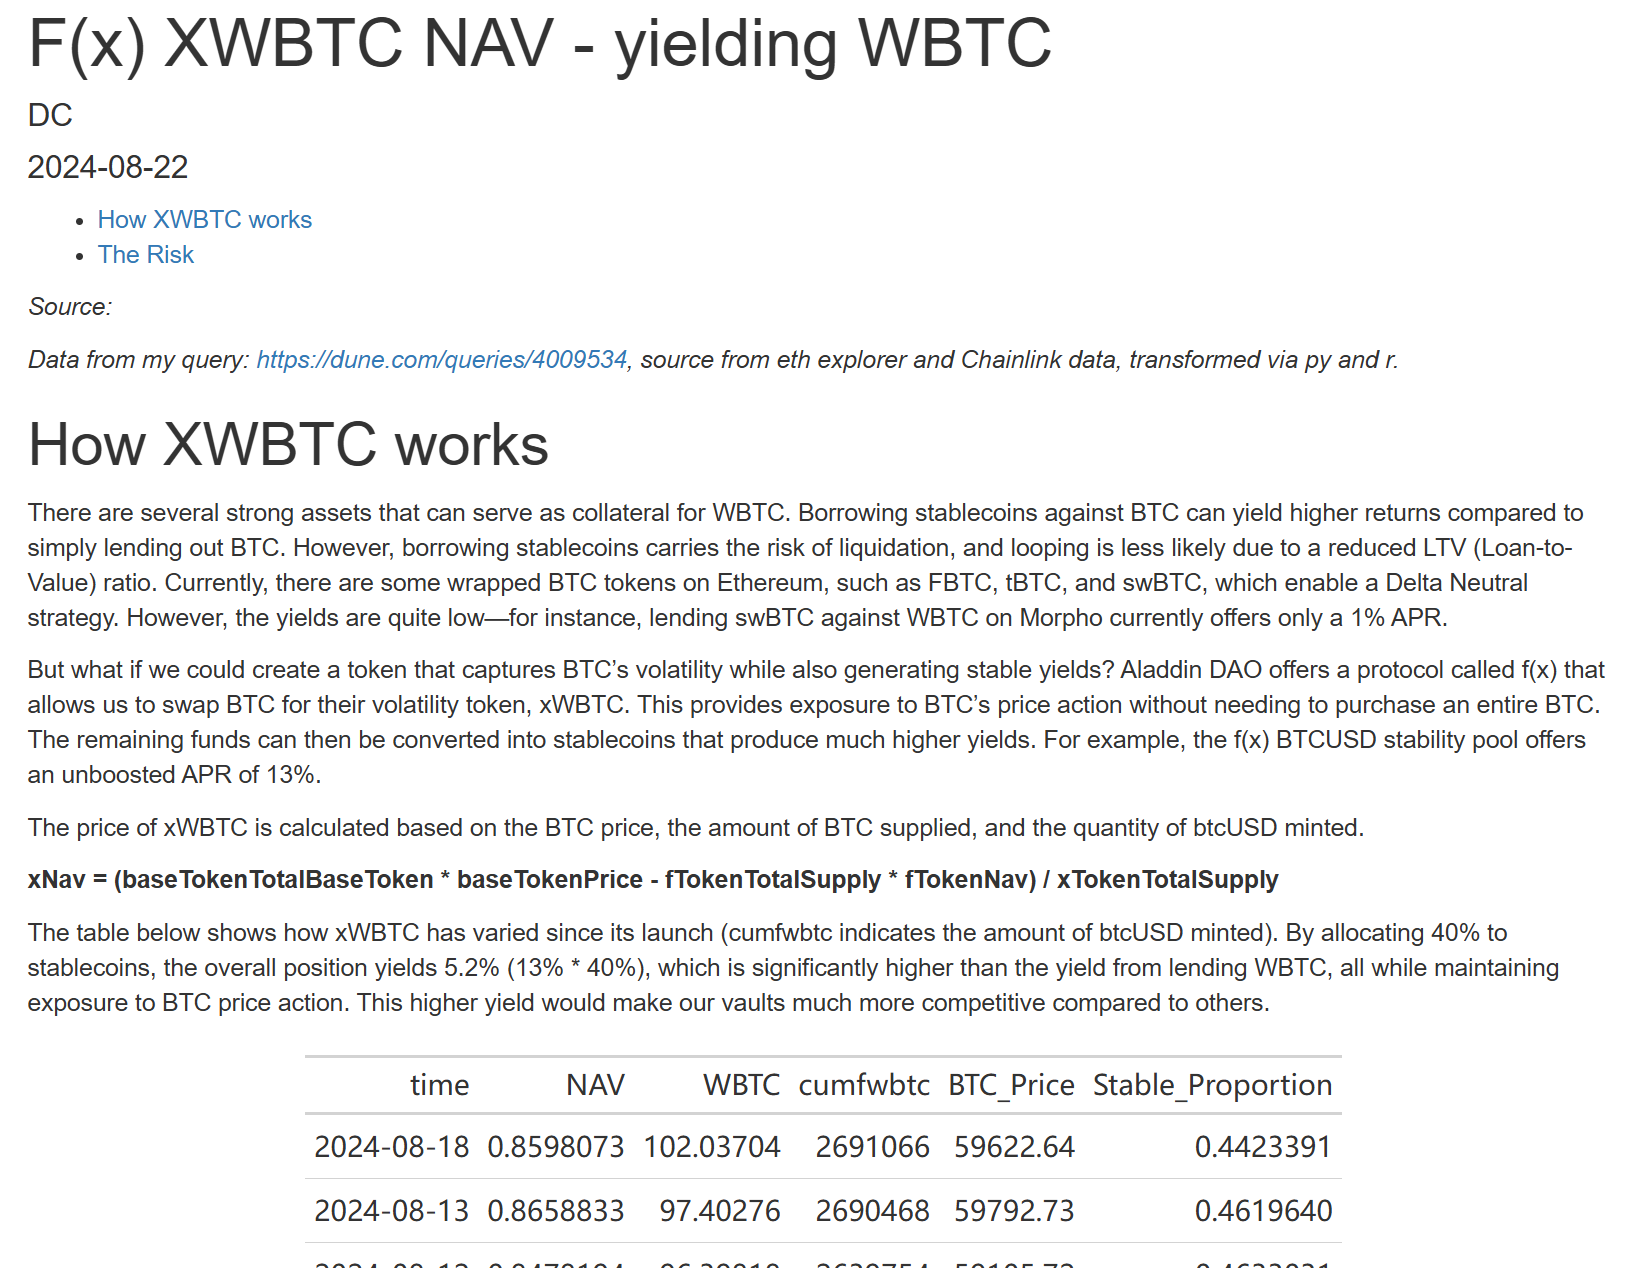 F(x) XWBTC NAV - yielding WBTC
DC
2024-08-22
• How XWBTC works
• The Risk
Source:
Data from my query: https://dune.com/queries/4009534, source from eth explorer and Chainlink data, transformed via py and r.
How XWBTC works
There are several strong assets that can serve as collateral for WBTC. Borrowing stablecoins against BTC can yield higher returns compared to
simply lending out BTC. However, borrowing stablecoins carries the risk of liquidation, and looping is less likely due to a reduced LTV (Loan-to-
Value) ratio. Currently, there are some wrapped BTC tokens on Ethereum, such as FBTC, tBTC, and swBTC, which enable a Delta Neutral
strategy. However, the yields are quite low—for instance, lending swBTC against WBTC on Morpho currently offers only a 1% APR.
But what if we could create a token that captures BTC’s volatility while also generating stable yields? Aladdin DAO offers a protocol called f(x) that
allows us to swap BTC for their volatility token, xWBTC. This provides exposure to BTC’s price action without needing to purchase an entire BTC.
The remaining funds can then be converted into stablecoins that produce much higher yields. For example, the f(x) BTCUSD stability pool offers
an unboosted APR of 13%.
The price of xWBTC is calculated based on the BTC price, the amount of BTC supplied, and the quantity of btcUSD minted.
xNav = (baseTokenTotalBaseToken * baseTokenPrice - fTokenTotalSupply * fTokenNav) / xTokenTotalSupply
The table below shows how xWBTC has varied since its launch (cumfwbtc indicates the amount of btcUSD minted). By allocating 40% to
stablecoins, the overall position yields 5.2% (13% * 40%), which is significantly higher than the yield from lending WBTC, all while maintaining
exposure to BTC price action. This higher yield would make our vaults much more competitive compared to others.
time NAV WBTC cumfwbtc BTC_Price Stable_Proportion
2024-08-18 0.8598073 102.03704 2691066 59622.64 0.4423391
2024-08-13 0.8658833 97.40276 2690468 59792.73 0.4619640